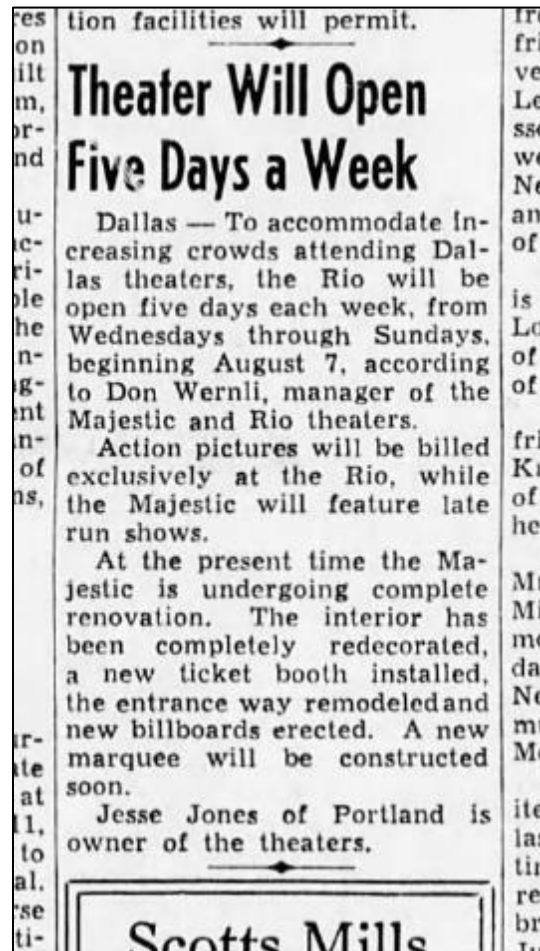 tion facilities will permit.
Theater Will Open
Five Days a Week
Dallas — To accommodate in-
creasing crowds attending Dal-
las theaters, the Rio will be
open five days each week, from
Wednesdays through Sundays,
beginning August 7, according
to Don Wernli, manager of the
Majestic and Rio theaters.
Action pictures will be billed
exclusively at the Rio, while
the Majestic will feature late
run shows.
At the present time the Ma-
jestic is undergoing complete
renovation. The interior has
been completely redecorated,
a new ticket booth installed,
the entrance way remodeled and
new billboards erected. A new
marquee will be constructed
soon.
Jesse Jones of Portland is
owner of the theaters.
Scotts Mills